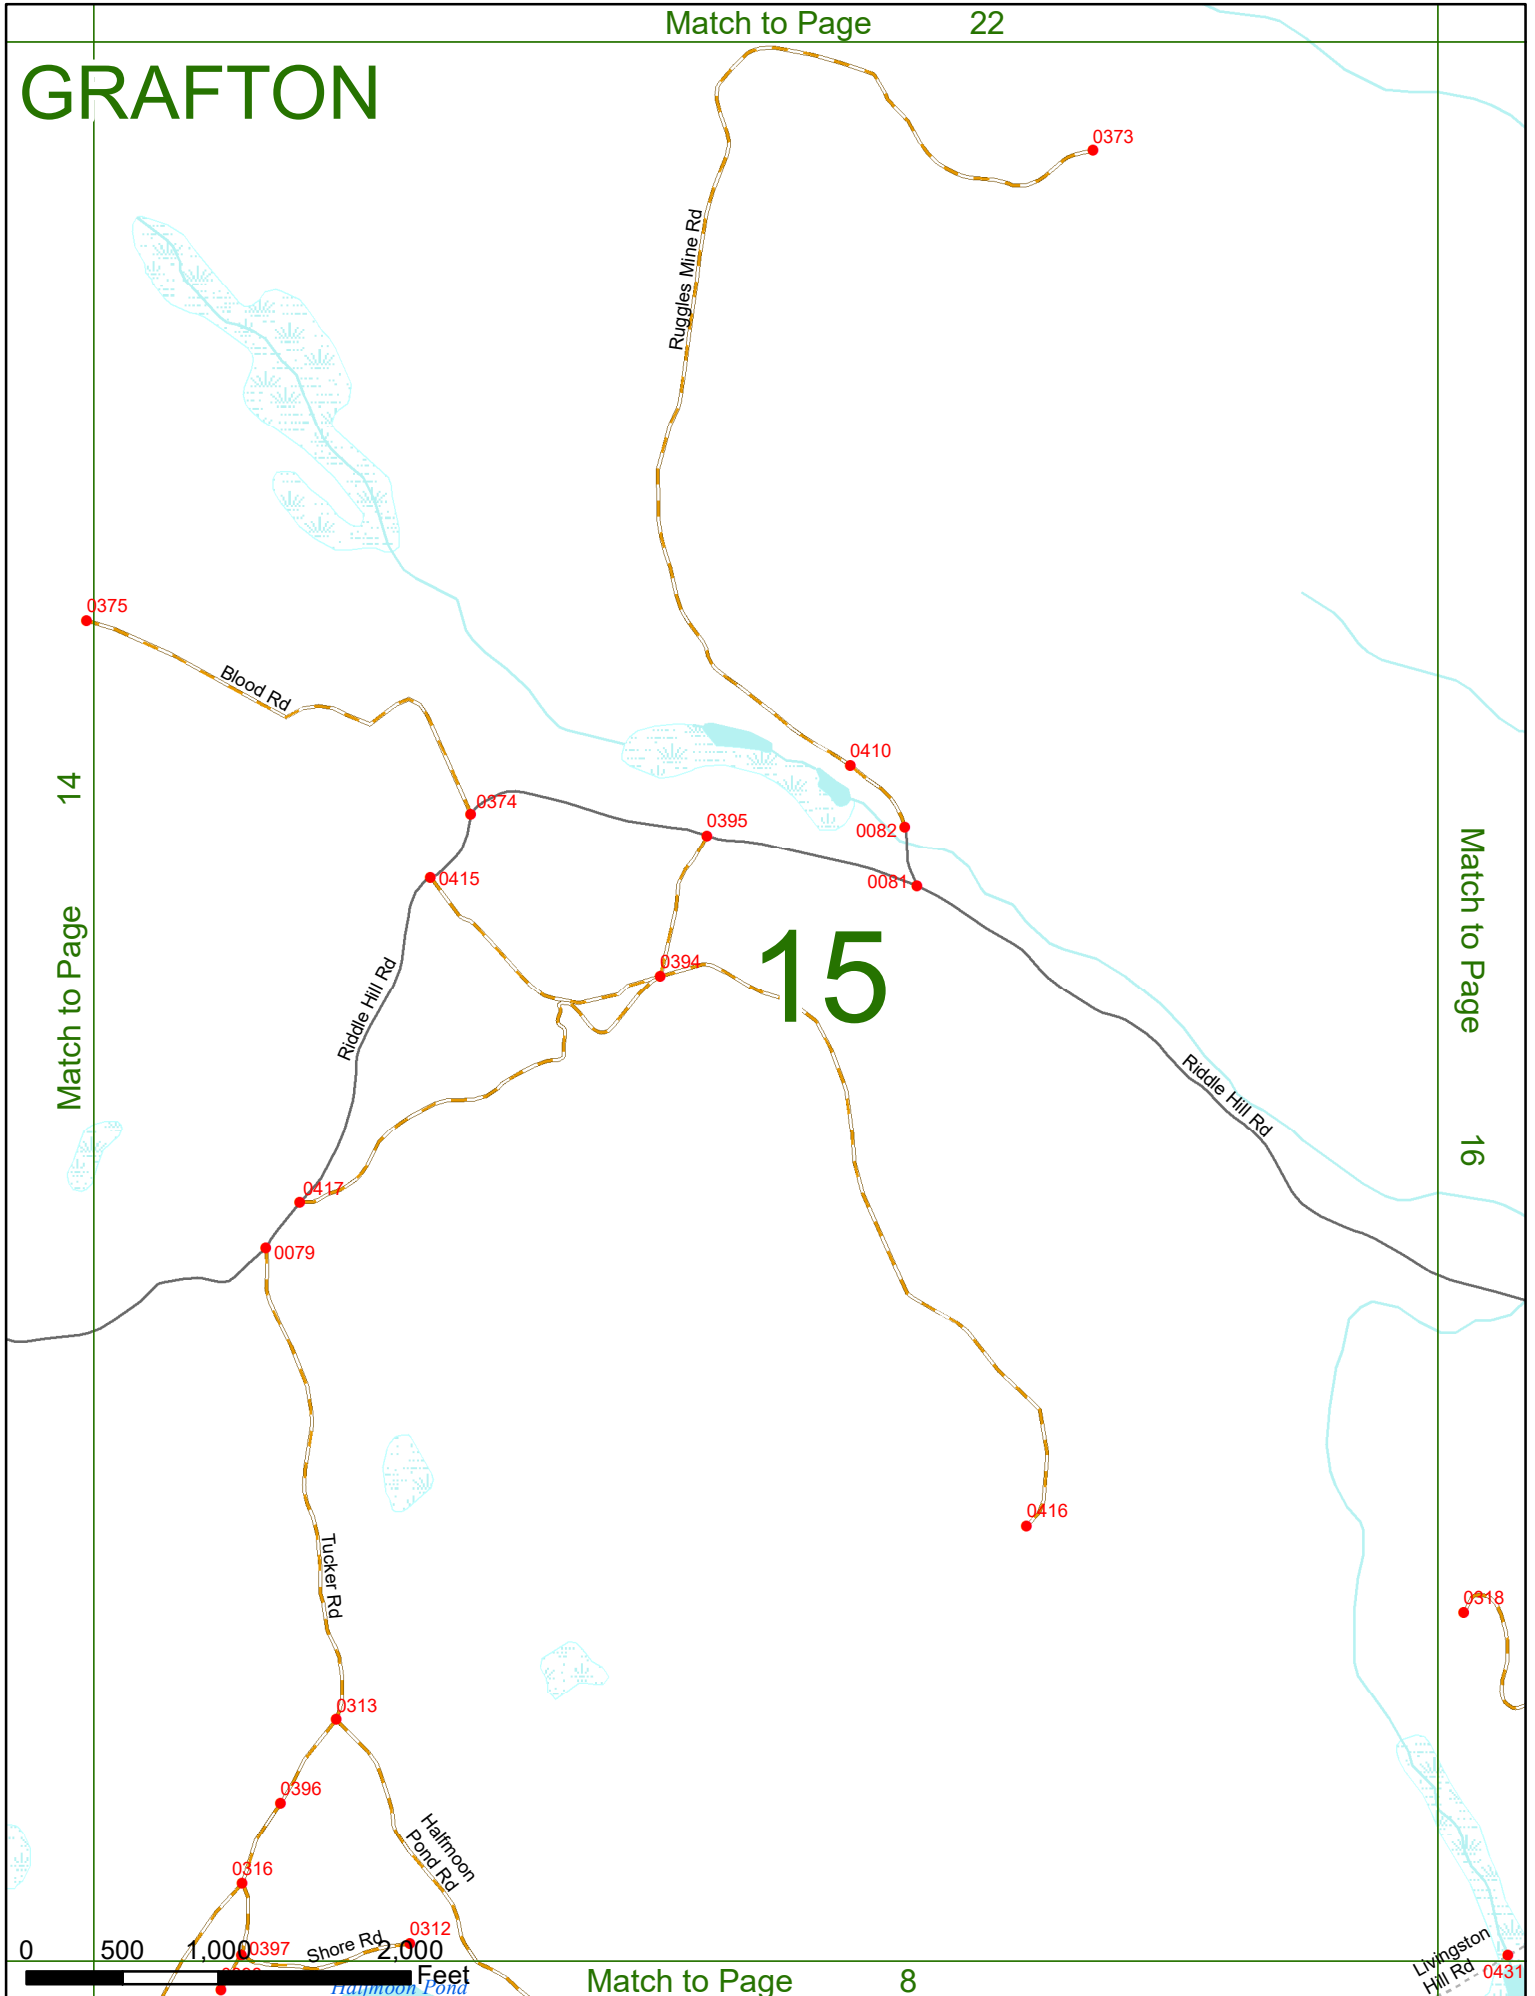 Match to Page 22
GRAFTON
0373
Ruggles Mine Rd
0375
Blood Rd
0410
14
Match to Page
0374
0395
0082
0415
0081
15
0394
Riddle Hill Rd
Match to Page
16
Riddle Hill Rd
0417
0079
0416
Tucker Rd
0318
0313
0396
Halfmoon
Pond Rd
0316
0312
Shore Rd
0397
0 500 1,000 2,000
Feet
Halfmoon Pond
Match to Page 8
Livingston
Hill Rd
0431